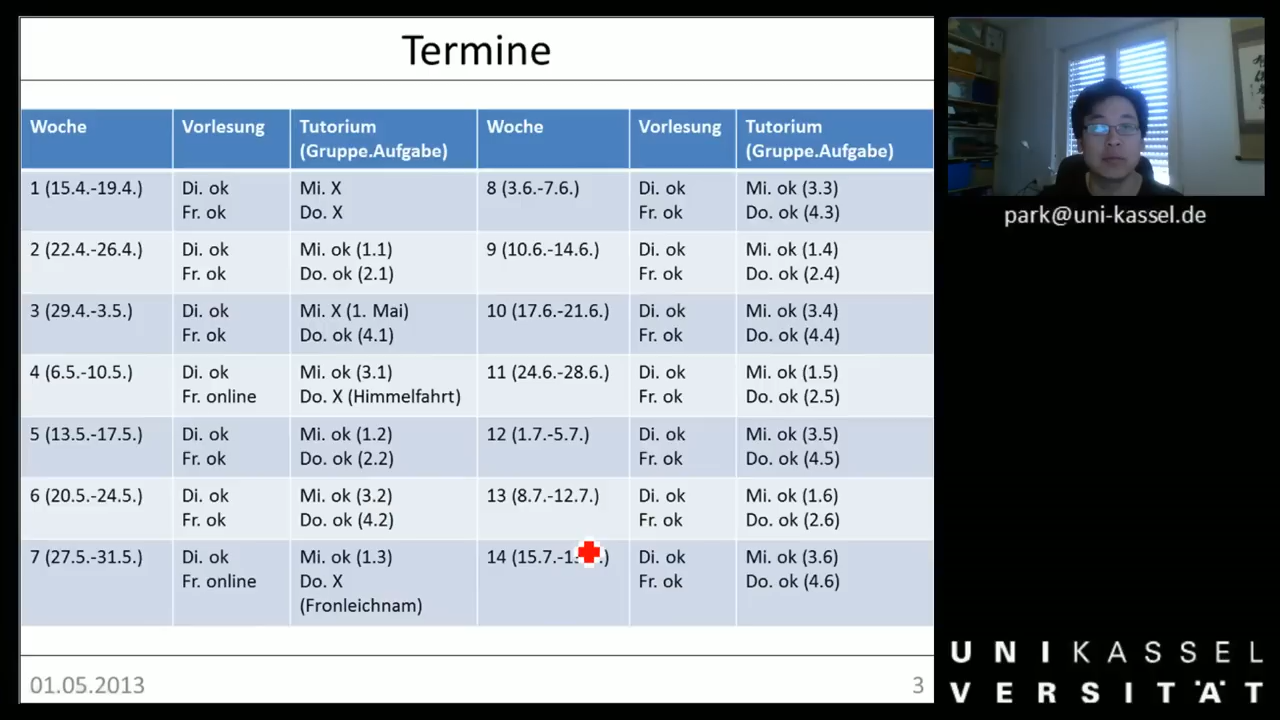 Termine
Woche Vorlesung Tutorium (Gruppe.Aufgabe) Woche Vorlesung Tutorium (Gruppe.Aufgabe)
1 (15.4.-19.4.) Di. ok Mi. X 8 (3.6.-7.6.) Di. ok Mi. ok (3.3)
Fr. ok Do. X Fr. ok Do. ok (4.3)
2 (22.4.-26.4.) Di. ok Mi. ok (1.1) 9 (10.6.-14.6.) Di. ok Mi. ok (1.4)
Fr. ok Do. ok (2.1) Fr. ok Do. ok (2.4)
3 (29.4.-3.5.) Di. ok Mi. X (1. Mai) 10 (17.6.-21.6.) Di. ok Mi. ok (3.4)
Fr. ok Do. ok (4.1) Fr. ok Do. ok (4.4)
4 (6.5.-10.5.) Di. ok Mi. ok (3.1) 11 (24.6.-28.6.) Di. ok Mi. ok (1.5)
Fr. online Do. X (Himmelfahrt) Fr. ok Do. ok (2.5)
5 (13.5.-17.5.) Di. ok Mi. ok (1.2) 12 (1.7.-5.7.) Di. ok Mi. ok (3.5)
Fr. ok Do. ok (2.2) Fr. ok Do. ok (4.5)
6 (20.5.-24.5.) Di. ok Mi. ok (3.2) 13 (8.7.-12.7.) Di. ok Mi. ok (1.6)
Fr. ok Do. ok (4.2) Fr. ok Do. ok (2.6)
7 (27.5.-31.5.) Di. ok Mi. ok (1.3) 14 Di. ok Mi. ok (3.6)
Fr. online Do. X Fr. ok Do. ok (4.6)
(Fronleichnam)
01.05.2013 3
park@uni-kassel.de
UNIKASSEL
VERSITÄT